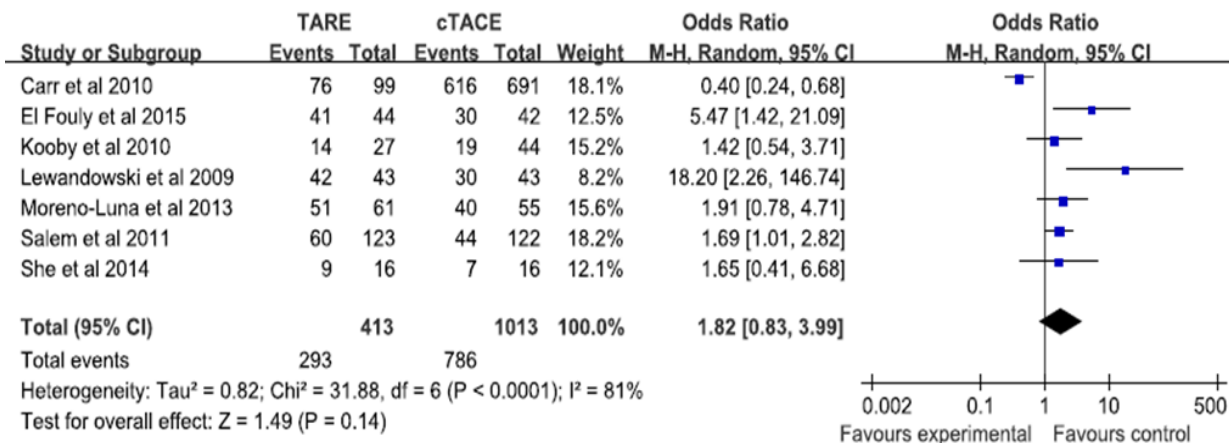 TARE cTACE Odds Ratio Odds Ratio
Study or Subgroup Events Total Events Total Weight M-H, Random, 95% CI M-H, Random, 95% CI
Carr et al 2010 76 99 616 691 18.1% 0.40 [0.24, 0.68]
El Fouly et al 2015 41 44 30 42 12.5% 5.47 [1.42, 21.09]
Kooby et al 2010 14 27 19 44 15.2% 1.42 [0.54, 3.71]
Lewandowski et al 2009 42 43 30 43 8.2% 18.20 [2.26, 146.74]
Moreno-Luna et al 2013 51 61 40 55 15.6% 1.91 [0.78, 4.71]
Salem et al 2011 60 123 44 122 18.2% 1.69 [1.01, 2.82]
She et al 2014 9 16 7 16 12.1% 1.65 [0.41, 6.68]
Total (95% CI) 413 1013 100.0% 1.82 [0.83, 3.99]
Total events 293 786
Heterogeneity: Tau² = 0.82; Chi² = 31.88, df = 6 (P < 0.0001); I² = 81%
Test for overall effect: Z = 1.49 (P = 0.14)
0.002 0.1 1 10 500
Favours experimental Favours control